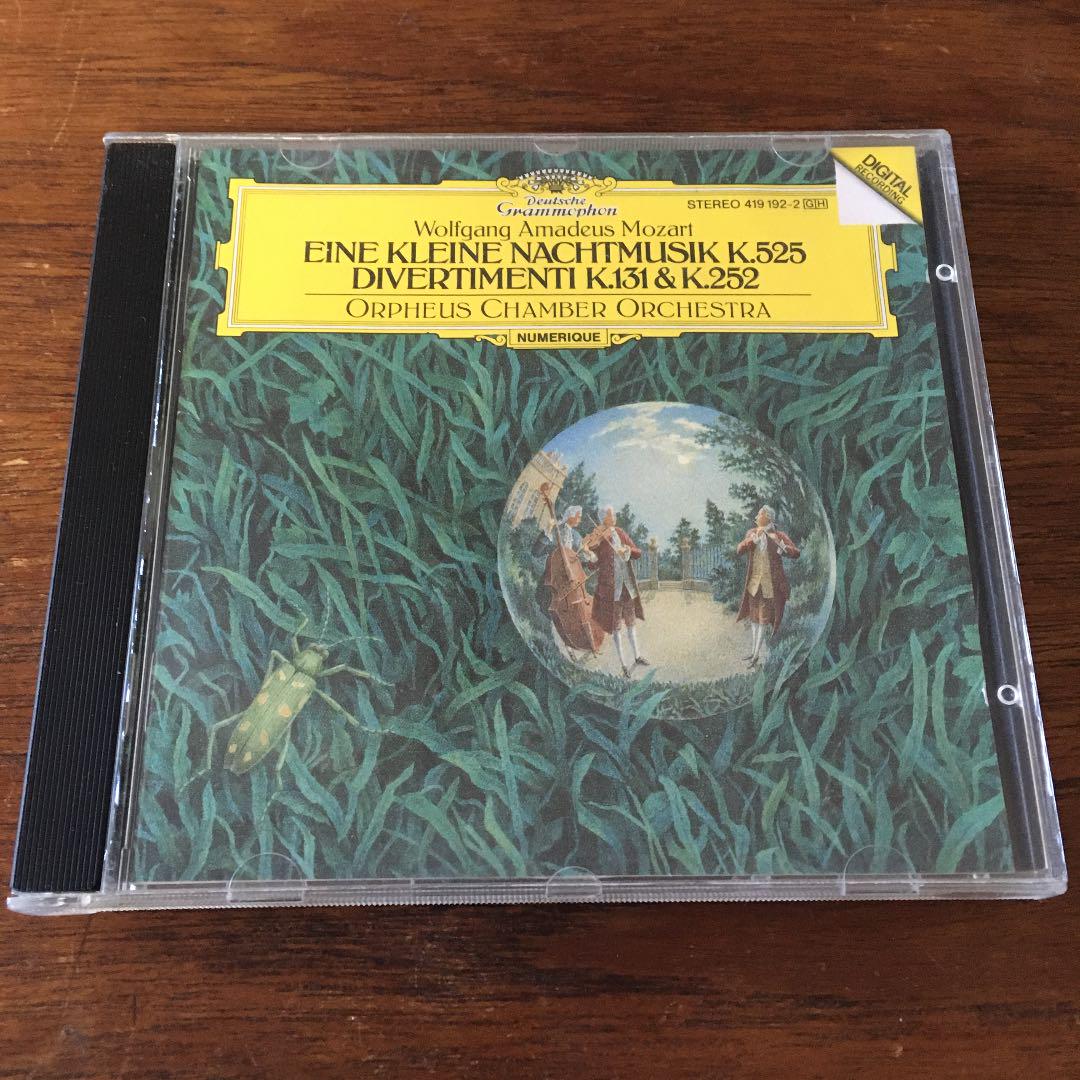 DIGITAL
RECORDING
Deutsche
Grammophon
STEREO 419 192-2 GH
Wolfgang Amadeus Mozart
EINE KLEINE NACHTMUSIK K.525
DIVERTIMENTI K.131 & K.252
ORPHEUS CHAMBER ORCHESTRA
NUMERIQUE